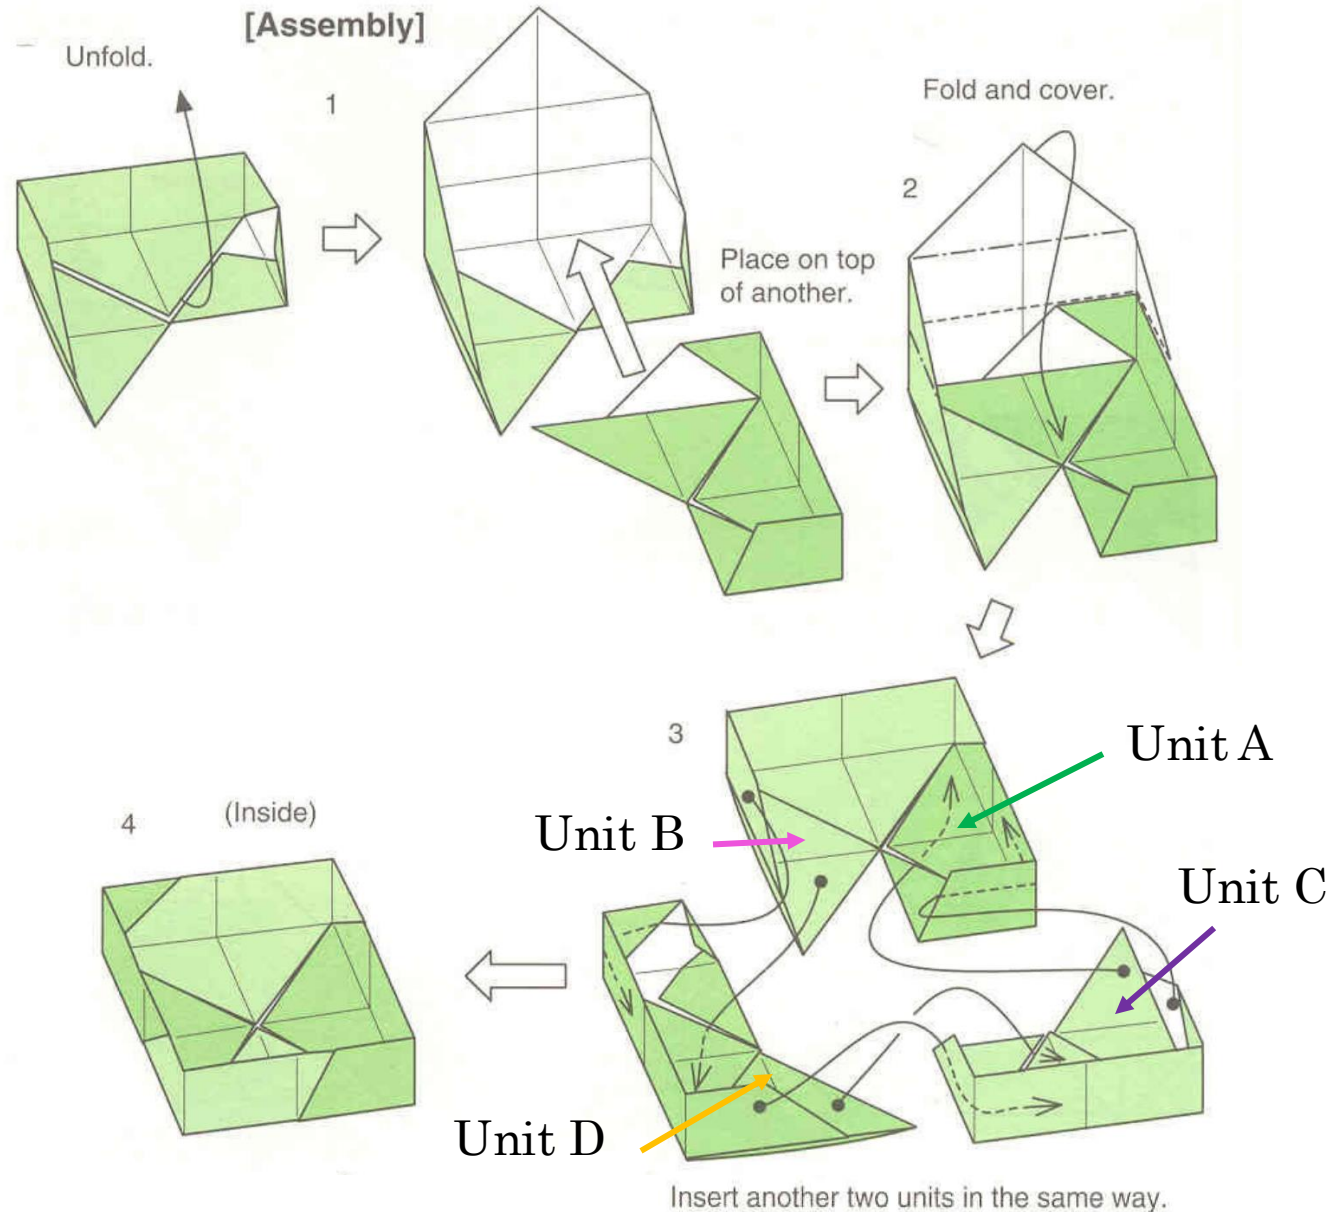 [Assembly]
Unfold.
1
Fold and cover.
2
Place on top
of another.
3
Unit A
Unit B
Unit C
4
(Inside)
Unit D
Insert another two units in the same way.